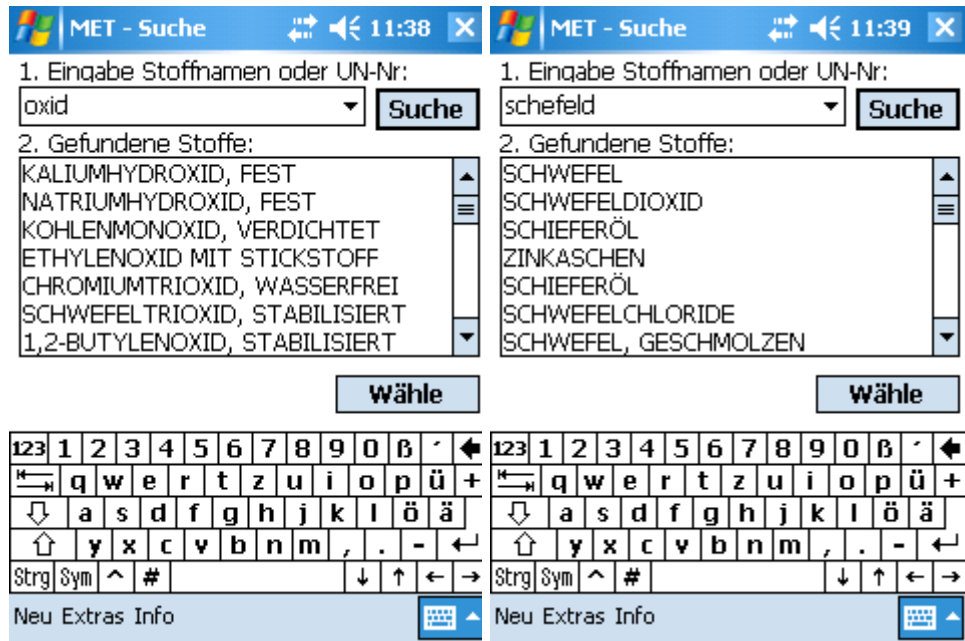 MET - Suche 11:38
1. Eingabe Stoffnamen oder UN-Nr:
oxid Suche
2. Gefundene Stoffe:
KALIUMHYDROXID, FEST
NATRIUMHYDROXID, FEST
KOHLENMONOXID, VERDICHTET
ETHYLENOXID MIT STICKSTOFF
CHROMIUMTRIOXID, WASSERFREI
SCHWEFELTRIOXID, STABILISIERT
1,2-BUTYLENOXID, STABILISIERT
Wähle
123 1 2 3 4 5 6 7 8 9 0 ß ´
q w e r t z u i o p ü +
a s d f g h j k l ö ä
y x c v b n m , . -
Strg Sym ^ # ↓ ↑ ← →
Neu Extras Info
MET - Suche 11:39
1. Eingabe Stoffnamen oder UN-Nr:
schefeld Suche
2. Gefundene Stoffe:
SCHWEFEL
SCHWEFELDIOXID
SCHIEFERÖL
ZINKASCHEN
SCHIEFERÖL
SCHWEFELCHLORIDE
SCHWEFEL, GESCHMOLZEN
Wähle
123 1 2 3 4 5 6 7 8 9 0 ß ´
q w e r t z u i o p ü +
a s d f g h j k l ö ä
y x c v b n m , . -
Strg Sym ^ # ↓ ↑ ← →
Neu Extras Info